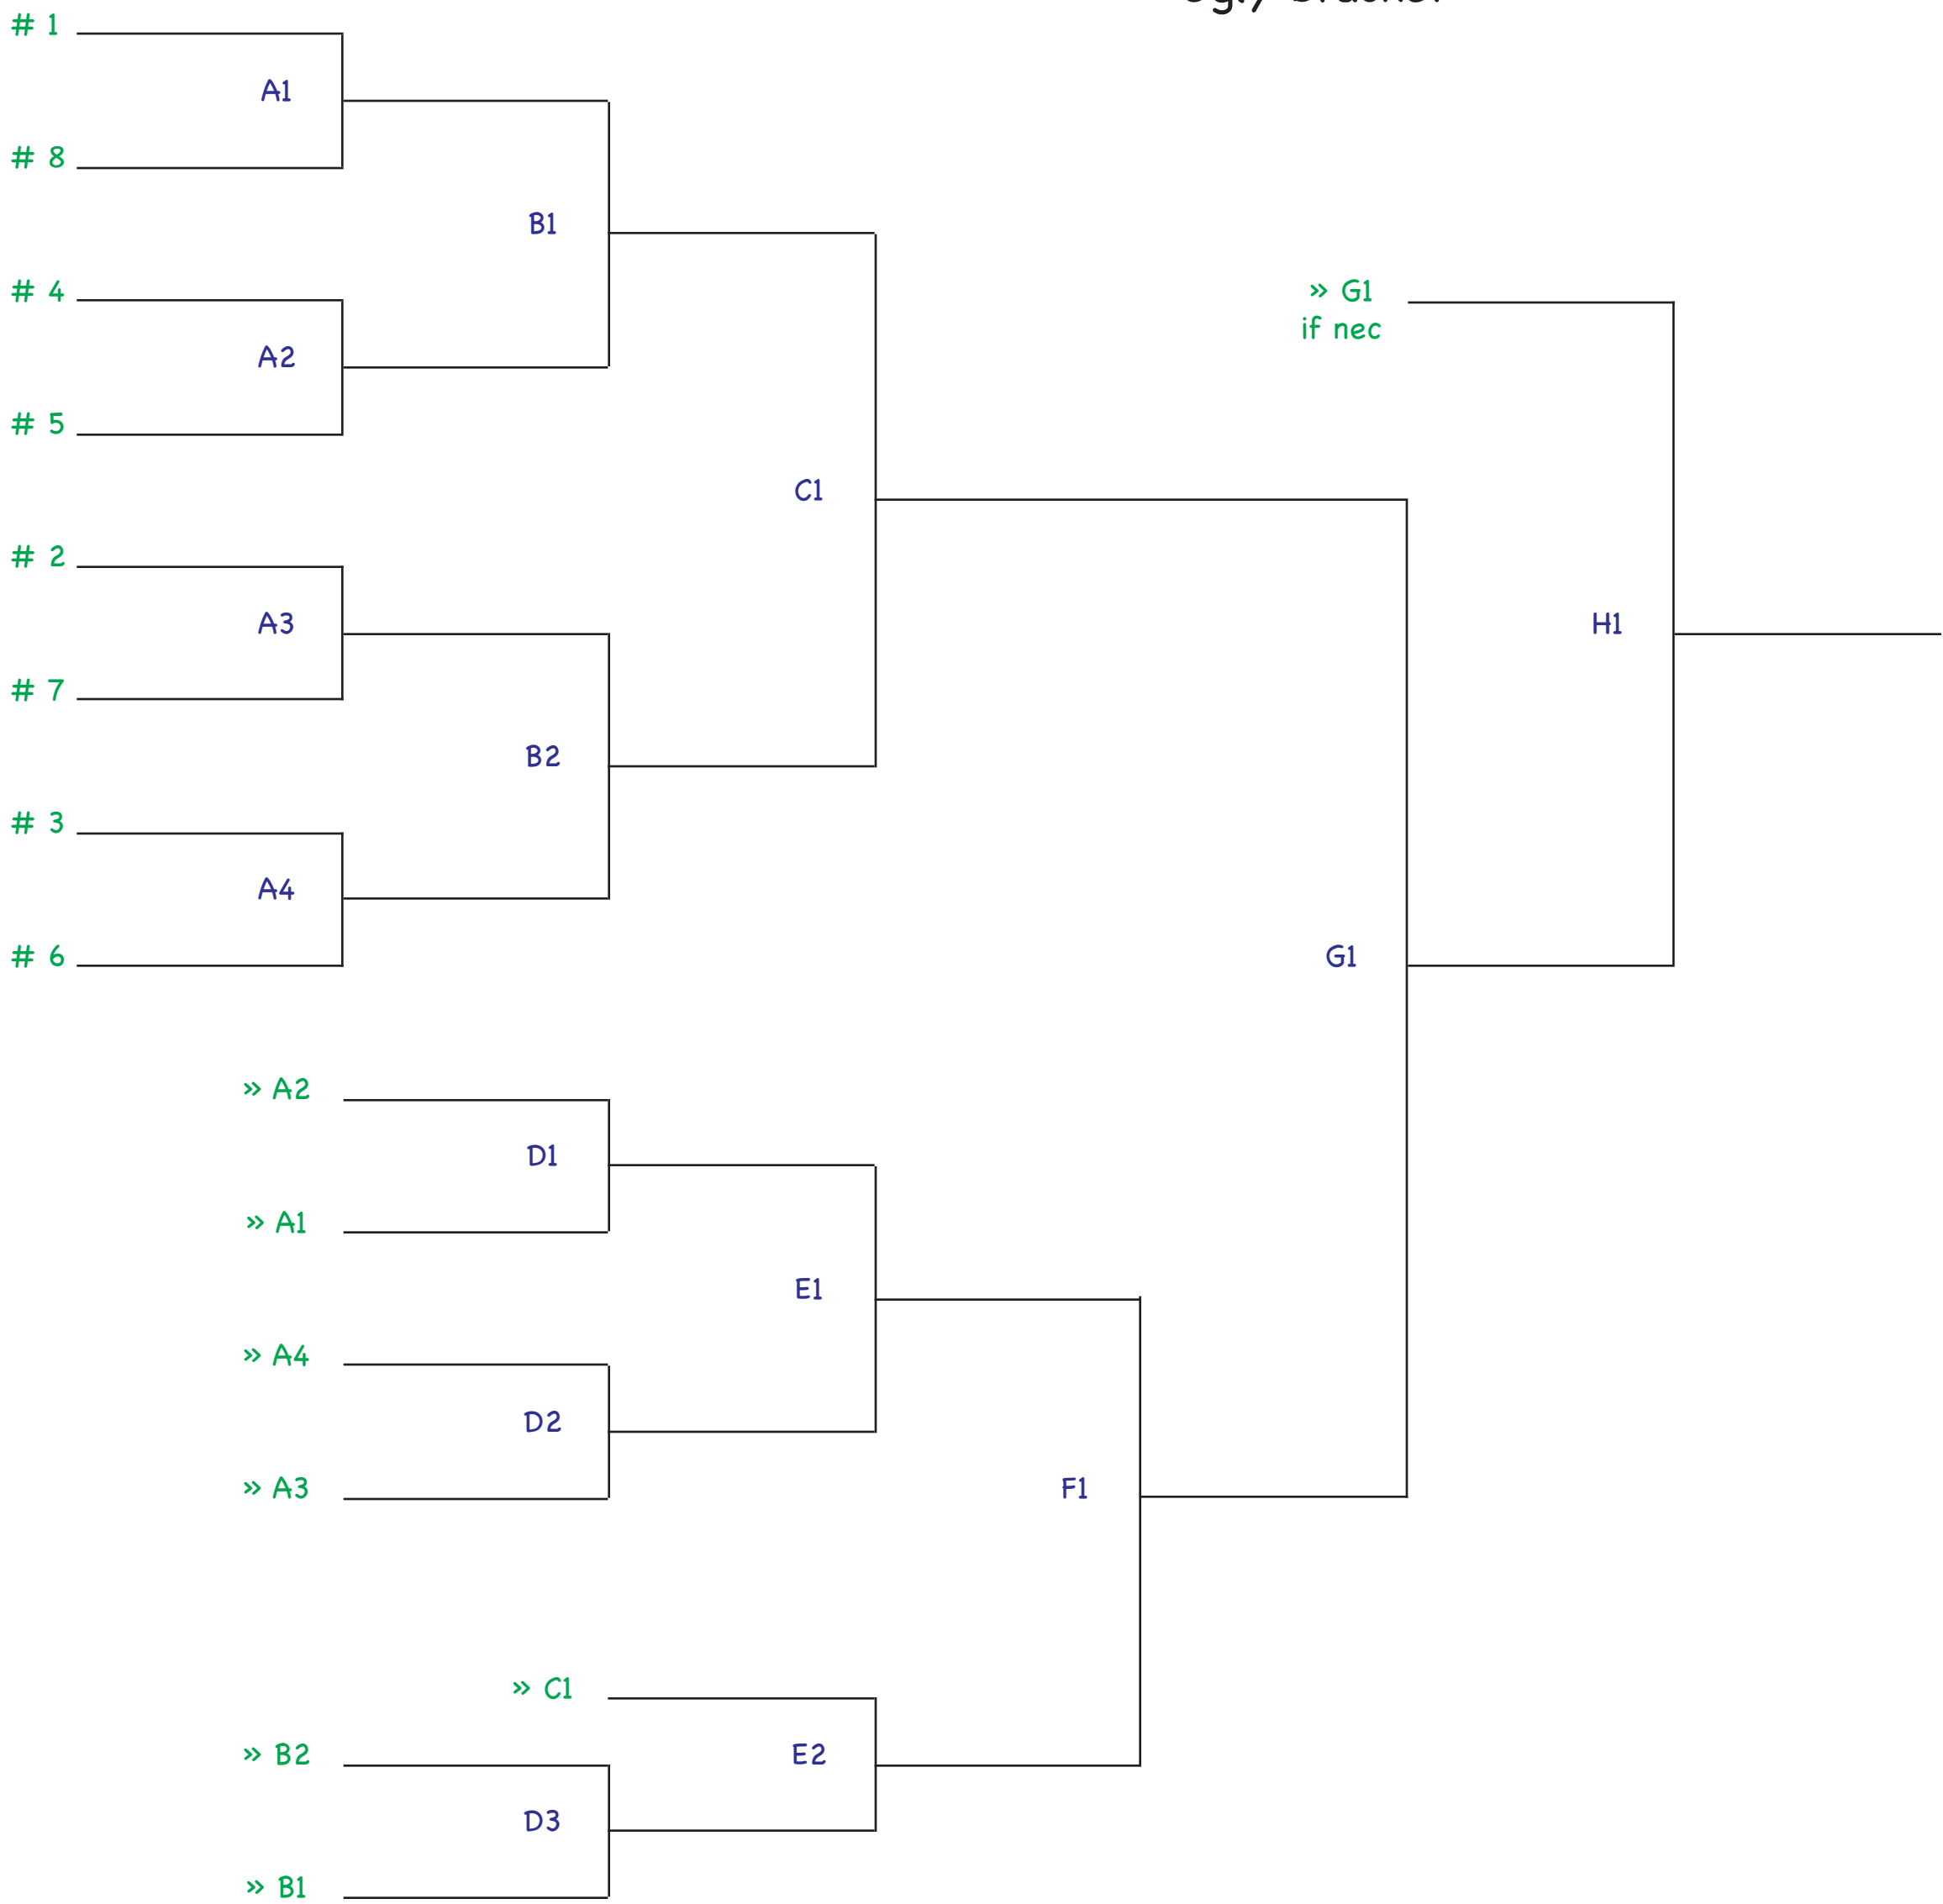 # 1
A1
# 8
B1
# 4
» G1
if nec
A2
# 5
C1
# 2
A3
H1
# 7
B2
# 3
A4
# 6
G1
» A2
D1
» A1
E1
» A4
D2
» A3
F1
» C1
» B2
E2
D3
» B1